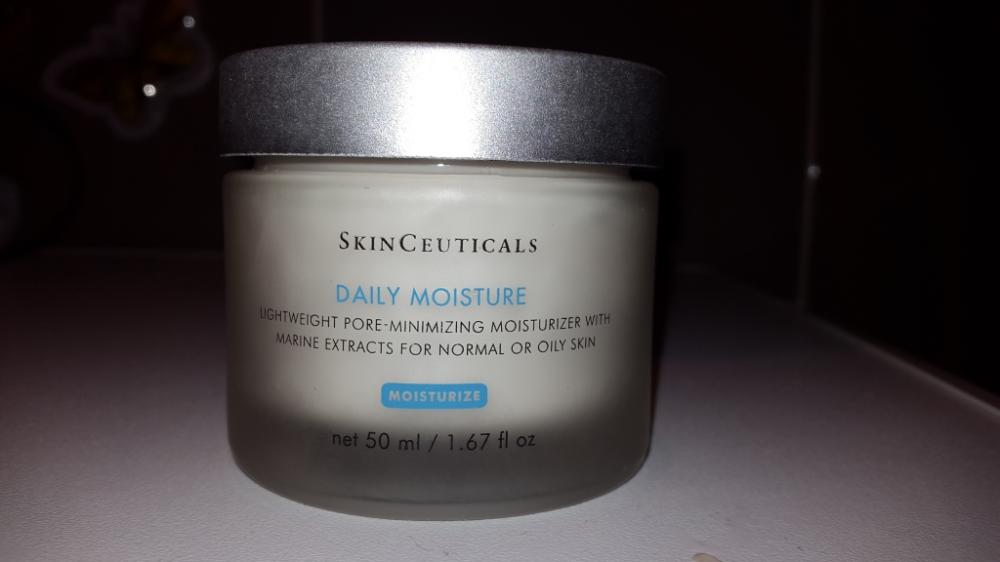 SKINCEUTICALS
DAILY MOISTURE
LIGHTWEIGHT PORE-MINIMIZING MOISTURIZER WITH
MARINE EXTRACTS FOR NORMAL OR OILY SKIN
MOISTURIZE
net 50 ml / 1.67 fl oz